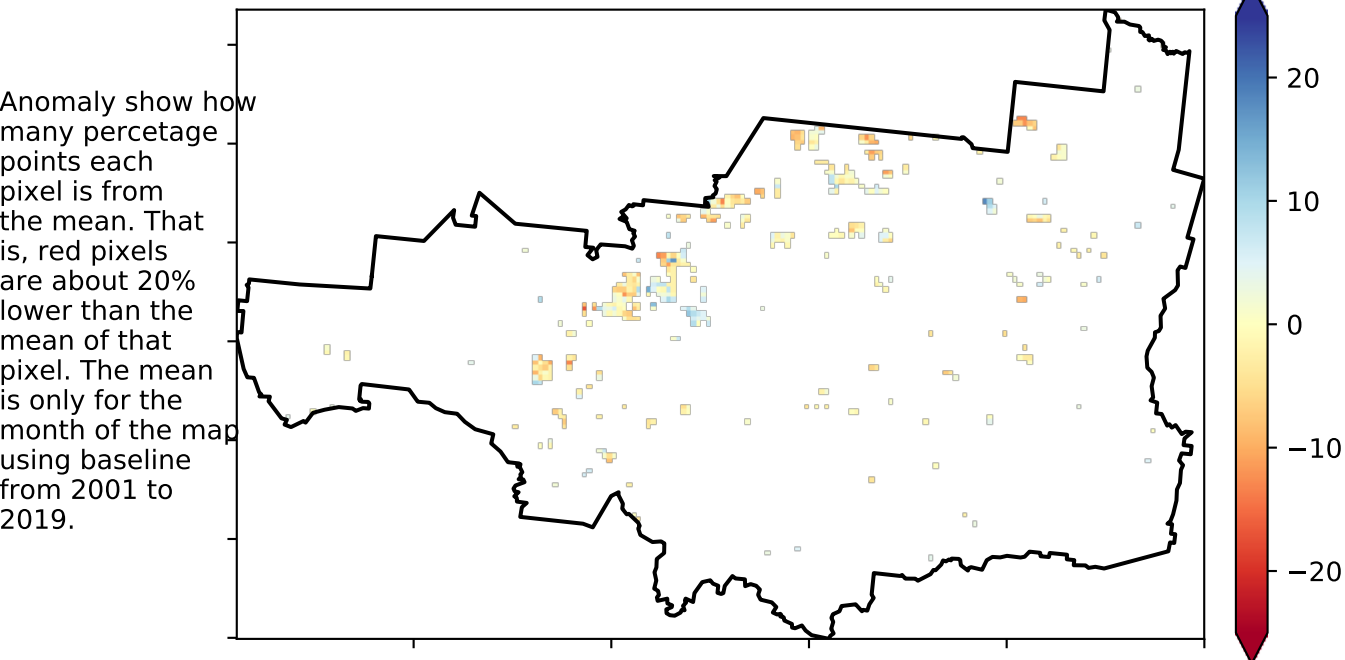 Anomaly show how
many percetage
points each
pixel is from
the mean. That
is, red pixels
are about 20%
lower than the
mean of that
pixel. The mean
is only for the
month of the map
using baseline
from 2001 to
2019.
20
10
0
−10
−20